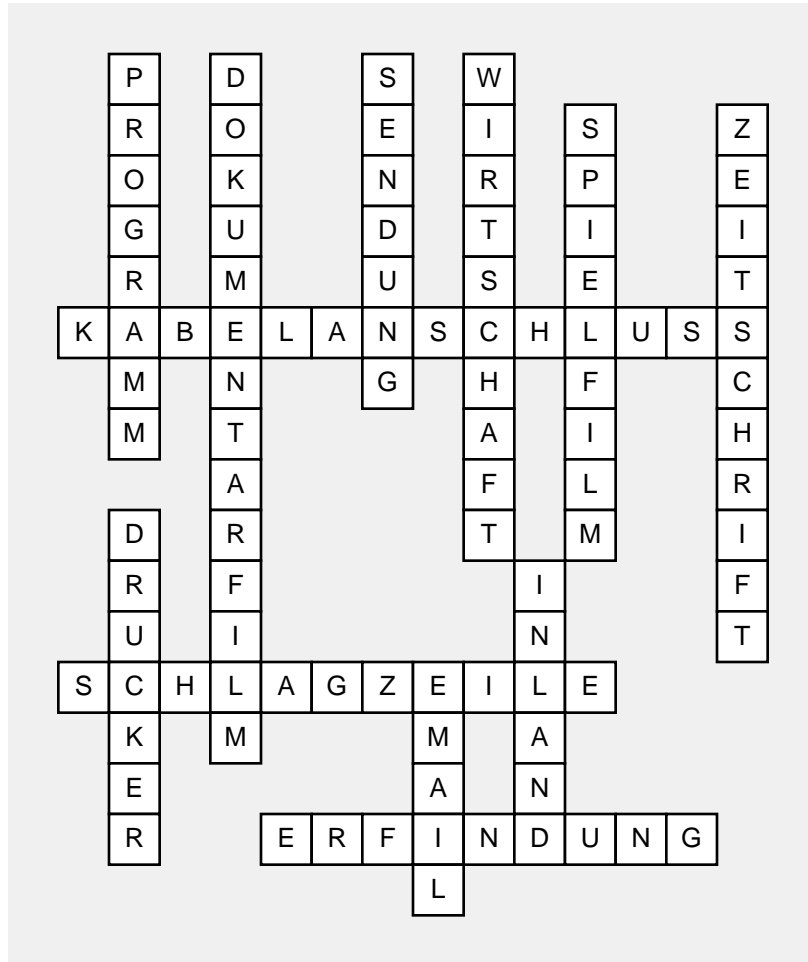 PROGRAMM
DOKUMENTARFILM
SENDUNG
WIRTSCHAFT
SPIELFILM
ZEITSCHRIFT
KABELANSCHLUSS
DRUCKER
INLAND
SCHLAGZEILE
EMAIL
ERFINDUNG